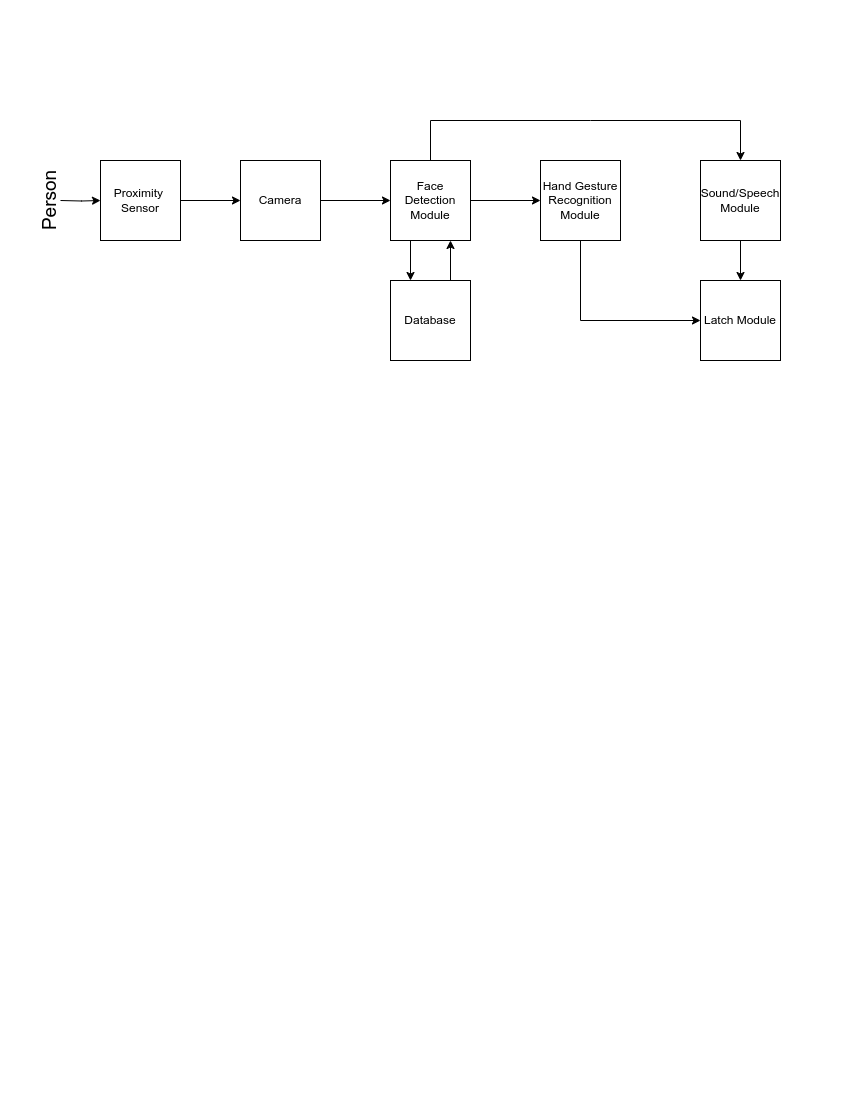 Person
Proximity
Sensor
Camera
Face
Detection
Module
Hand Gesture
Recognition
Module
Sound/Speech
Module
Database
Latch Module